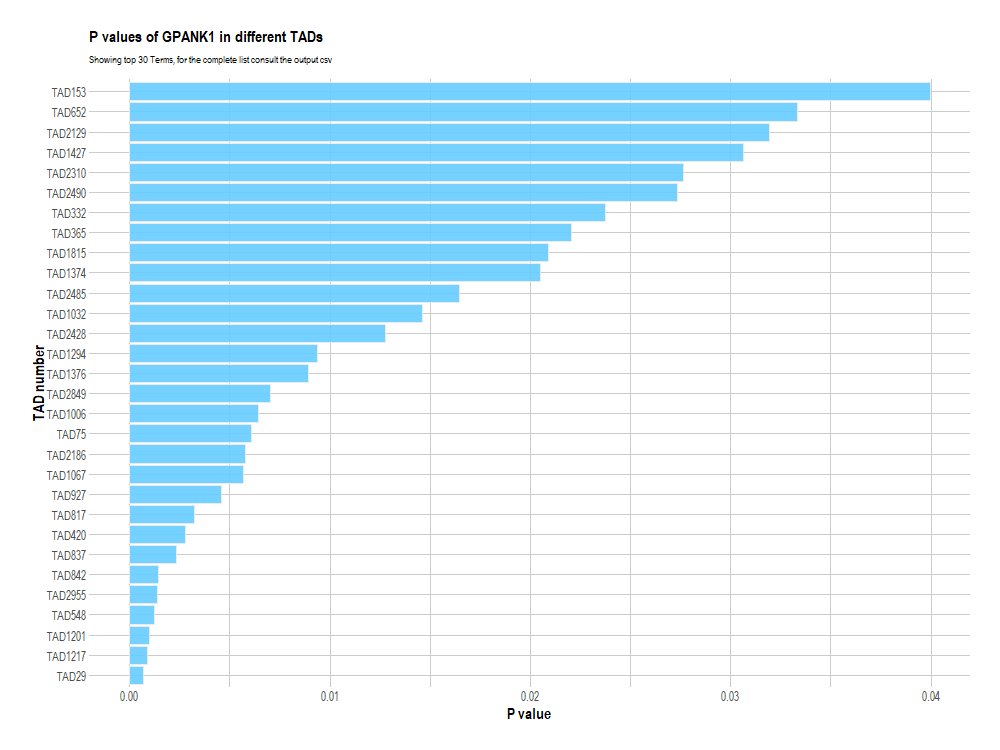 P values of GPANK1 in different TADs
Showing top 30 Terms, for the complete list consult the output csv
TAD153
TAD652
TAD2129
TAD1427
TAD2310
TAD2490
TAD332
TAD365
TAD1815
TAD1374
TAD2485
TAD1032
TAD2428
TAD1294
TAD1376
TAD2849
TAD1006
TAD75
TAD2186
TAD1067
TAD927
TAD817
TAD420
TAD837
TAD842
TAD2955
TAD548
TAD1201
TAD1217
TAD29
TAD number
0.00 0.01 0.02 0.03 0.04
P value